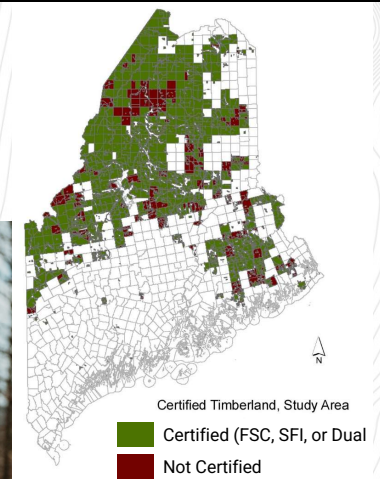 N
Certified Timberland, Study Area
Certified (FSC, SFI, or Dual
Not Certified